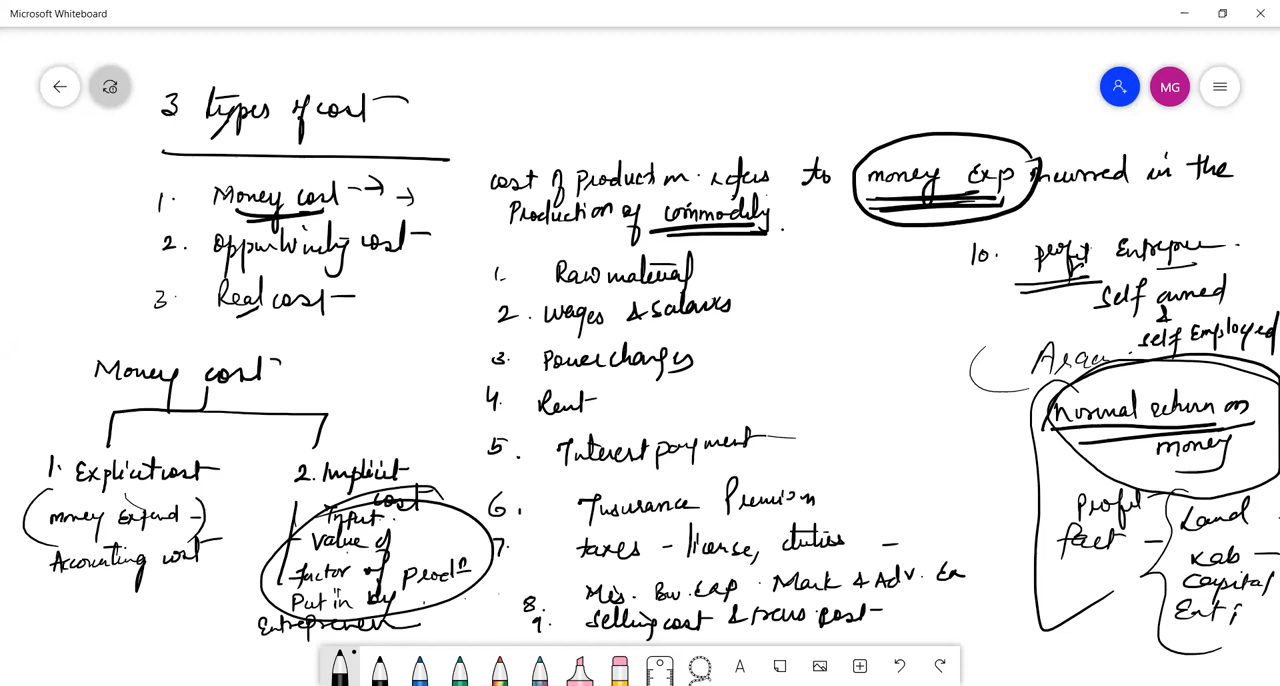 Microsoft Whiteboard
MG
3 types of cost
1. Money cost
2. Opportunity cost
3. Real cost
Money cost
1. Explicit cost
money Expend
Accounting cost
2. Implicit cost
Input
value of
factor of Prodn
Put in by
Entrepreneur
cost of Production refers to money exp incurred in the
Production of commodity.
1. Raw material
2. wages & salaries
3. Power charges
4. Rent
5. Interest payment
6. Insurance Premium
7. taxes - license, duties
8. Mis. Bu. Exp. Mark & Adv. Ex
9. Selling cost & cost
10. profit Entrepre
Self owned
&
self Employed
Normal return on
money
Profit
fact
Land
Lab
Capital
Ent
A